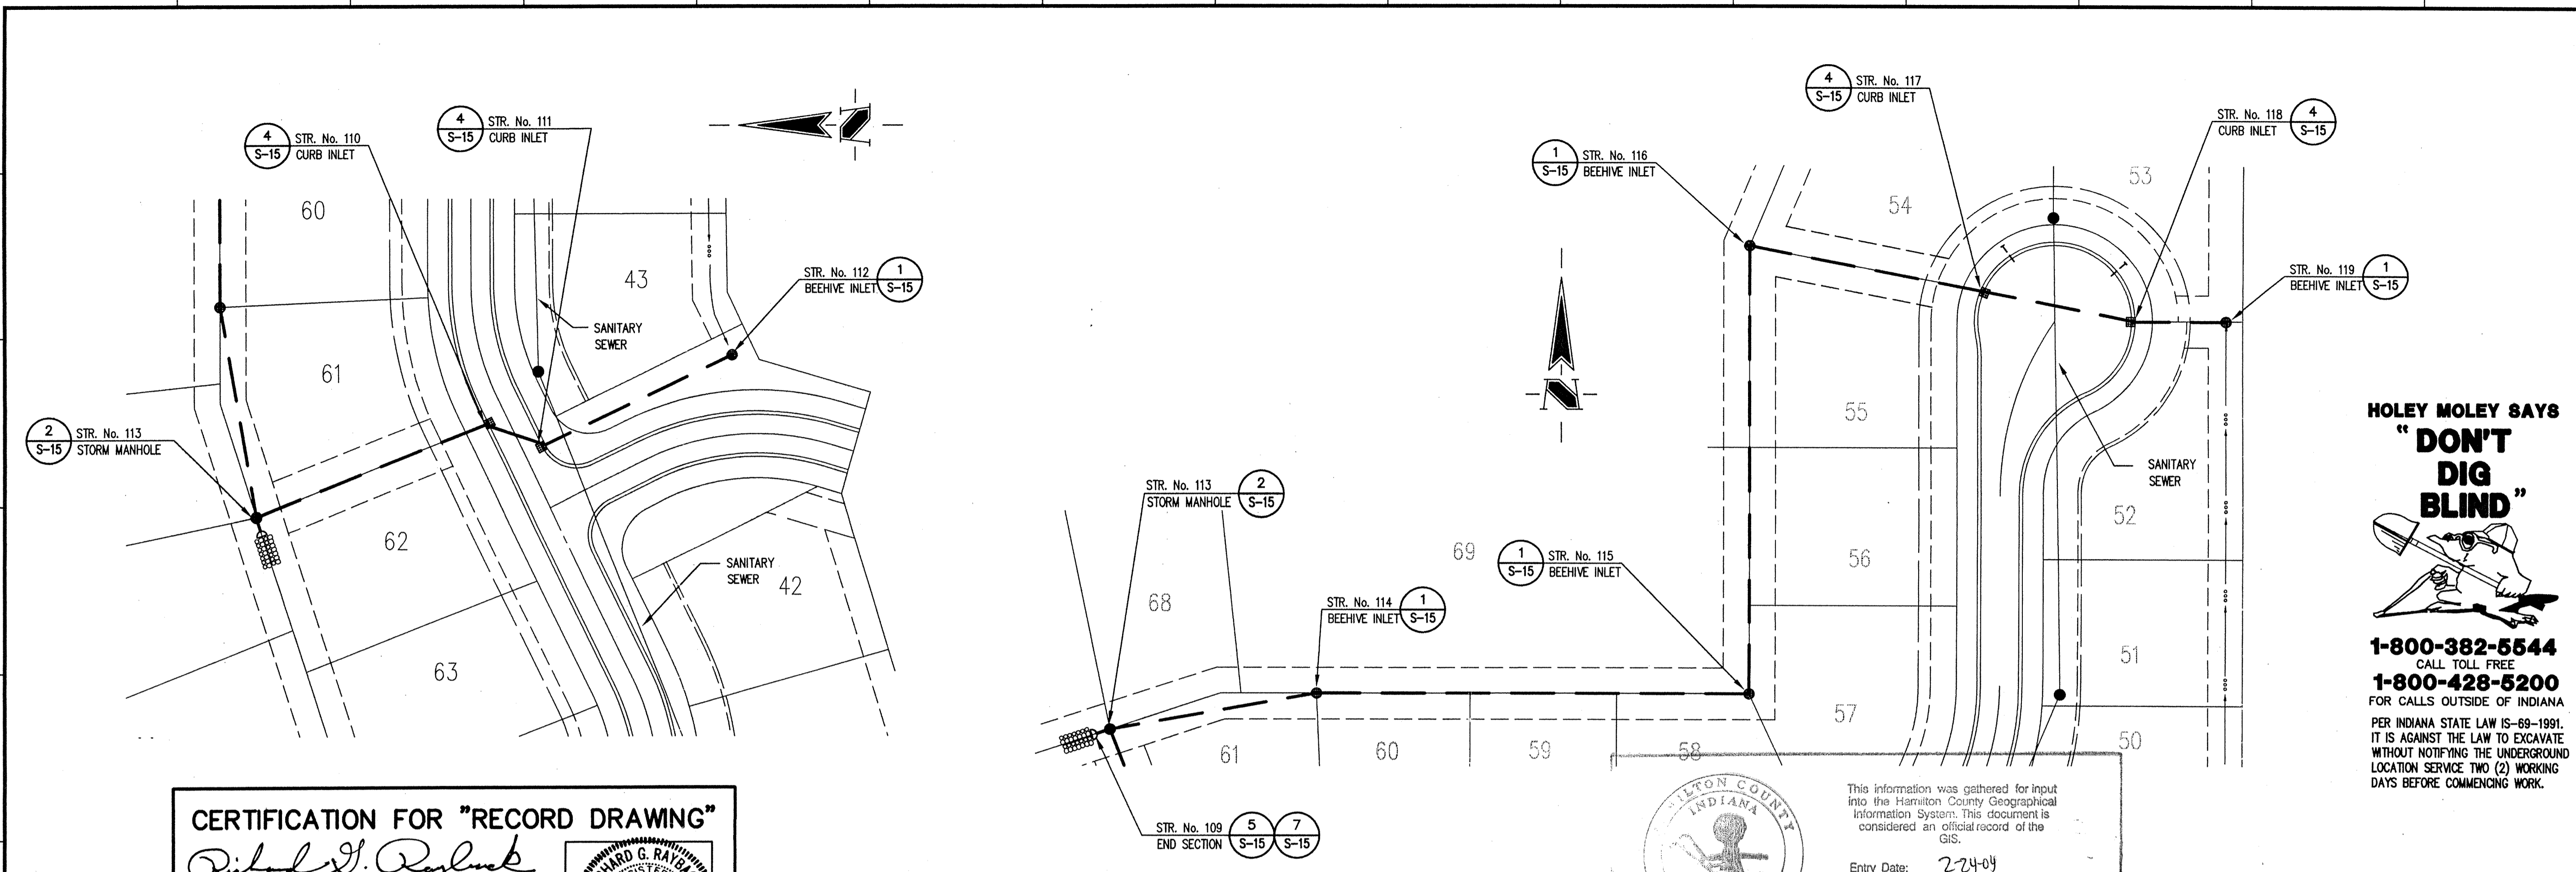 4
S-15
STR. No. 110
CURB INLET
4
S-15
STR. No. 111
CURB INLET
60
43
STR. No. 112
BEEHIVE INLET
1
S-15
SANITARY
SEWER
61
2
S-15
STR. No. 113
STORM MANHOLE
62
SANITARY
SEWER
42
63
N
4
S-15
STR. No. 117
CURB INLET
STR. No. 118
CURB INLET
4
S-15
1
S-15
STR. No. 116
BEEHIVE INLET
54
53
STR. No. 119
BEEHIVE INLET
1
S-15
N
55
SANITARY
SEWER
52
STR. No. 113
STORM MANHOLE
2
S-15
69
1
S-15
STR. No. 115
BEEHIVE INLET
56
68
STR. No. 114
BEEHIVE INLET
1
S-15
51
57
50
61
60
59
58
STR. No. 109
END SECTION
5
S-15
7
S-15
HOLEY MOLEY SAYS
"DON'T
DIG
BLIND"
1-800-382-5544
CALL TOLL FREE
1-800-428-5200
FOR CALLS OUTSIDE OF INDIANA
PER INDIANA STATE LAW IS-69-1991.
IT IS AGAINST THE LAW TO EXCAVATE
WITHOUT NOTIFYING THE UNDERGROUND
LOCATION SERVICE TWO (2) WORKING
DAYS BEFORE COMMENCING WORK.
CERTIFICATION FOR "RECORD DRAWING"
Richard G.
HARD G. RAYBA
ILTON COUNTY
INDIANA
This information was gathered for input
into the Hamilton County Geographical
Information System. This document is
considered an official record of the
GIS.
Entry Date: 2-24-04